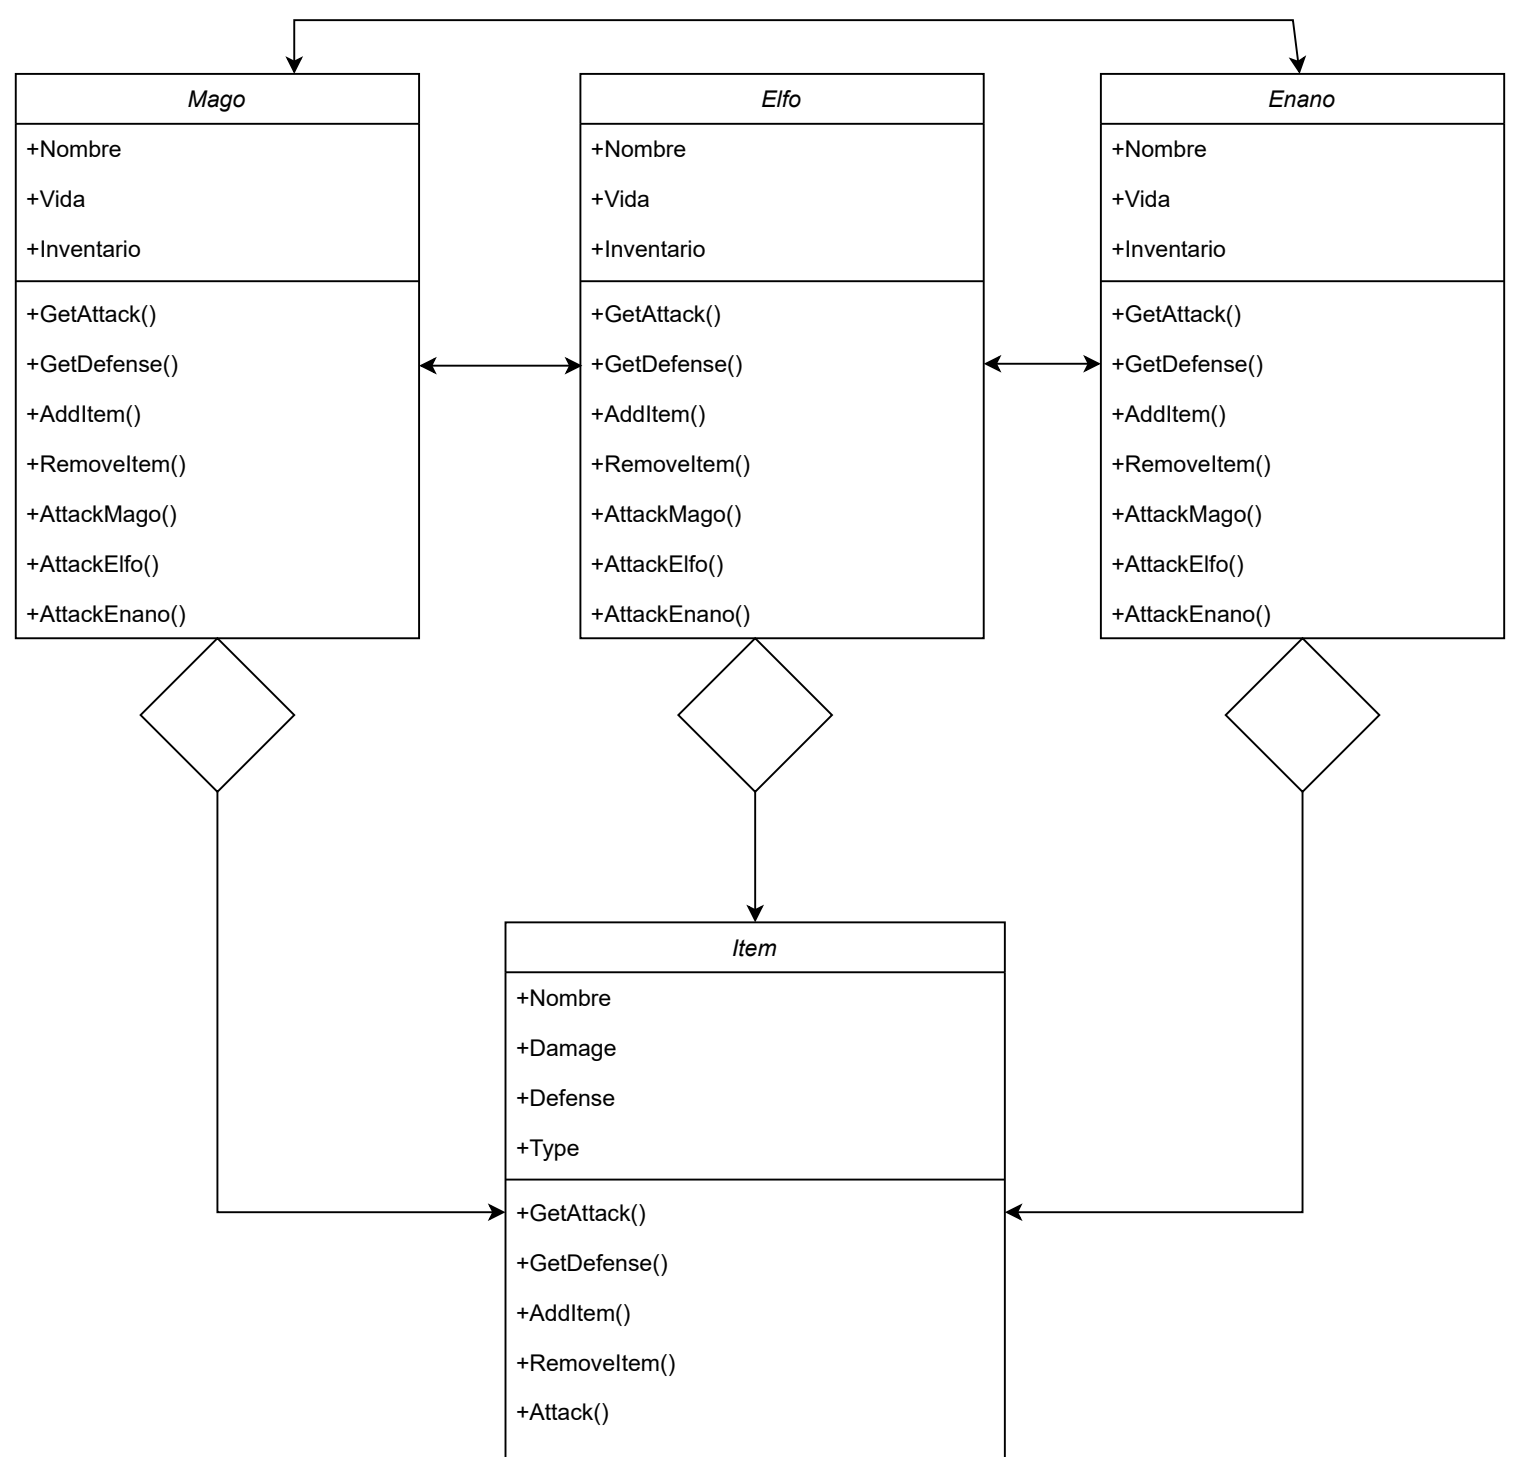 Mago
+Nombre
+Vida
+Inventario
+GetAttack()
+GetDefense()
+AddItem()
+RemoveItem()
+AttackMago()
+AttackElfo()
+AttackEnano()
Elfo
+Nombre
+Vida
+Inventario
+GetAttack()
+GetDefense()
+AddItem()
+RemoveItem()
+AttackMago()
+AttackElfo()
+AttackEnano()
Enano
+Nombre
+Vida
+Inventario
+GetAttack()
+GetDefense()
+AddItem()
+RemoveItem()
+AttackMago()
+AttackElfo()
+AttackEnano()
Item
+Nombre
+Damage
+Defense
+Type
+GetAttack()
+GetDefense()
+AddItem()
+RemoveItem()
+Attack()